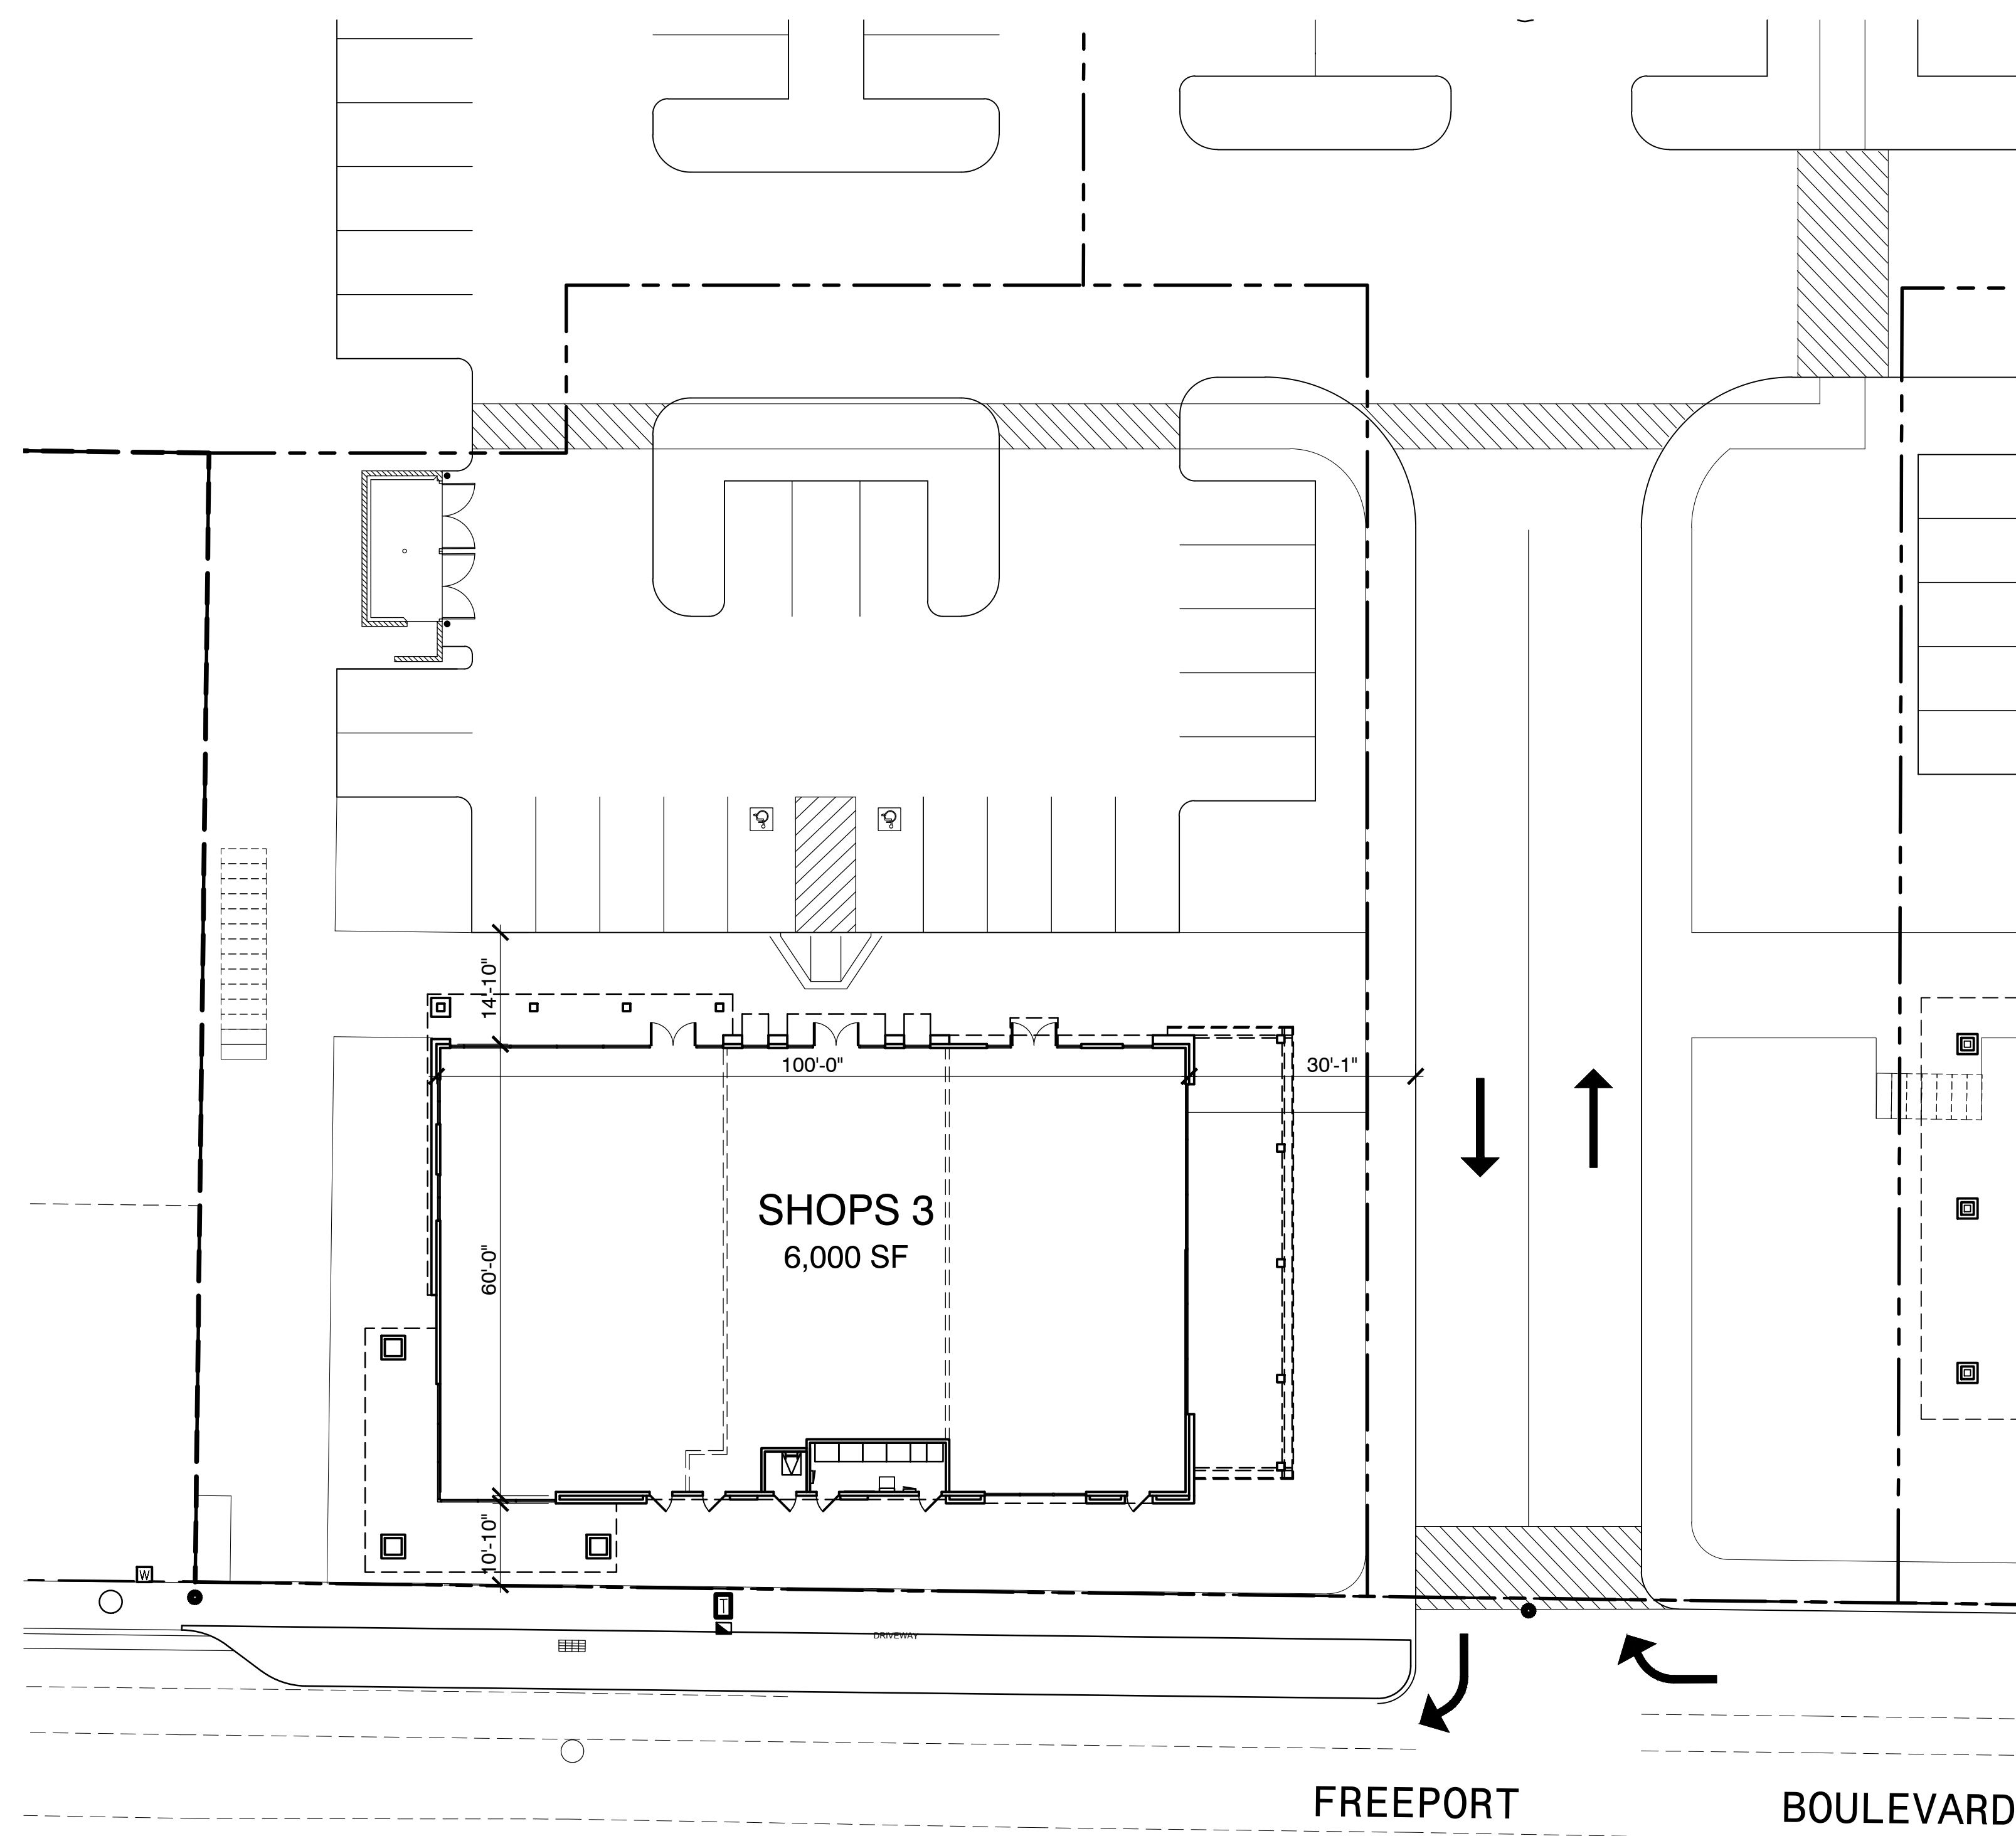 14'-10"
100'-0"
30'-1"
SHOPS 3
6,000 SF
60'-0"
10'-10"
W
T
DRIVEWAY
FREEPORT
BOULEVARD